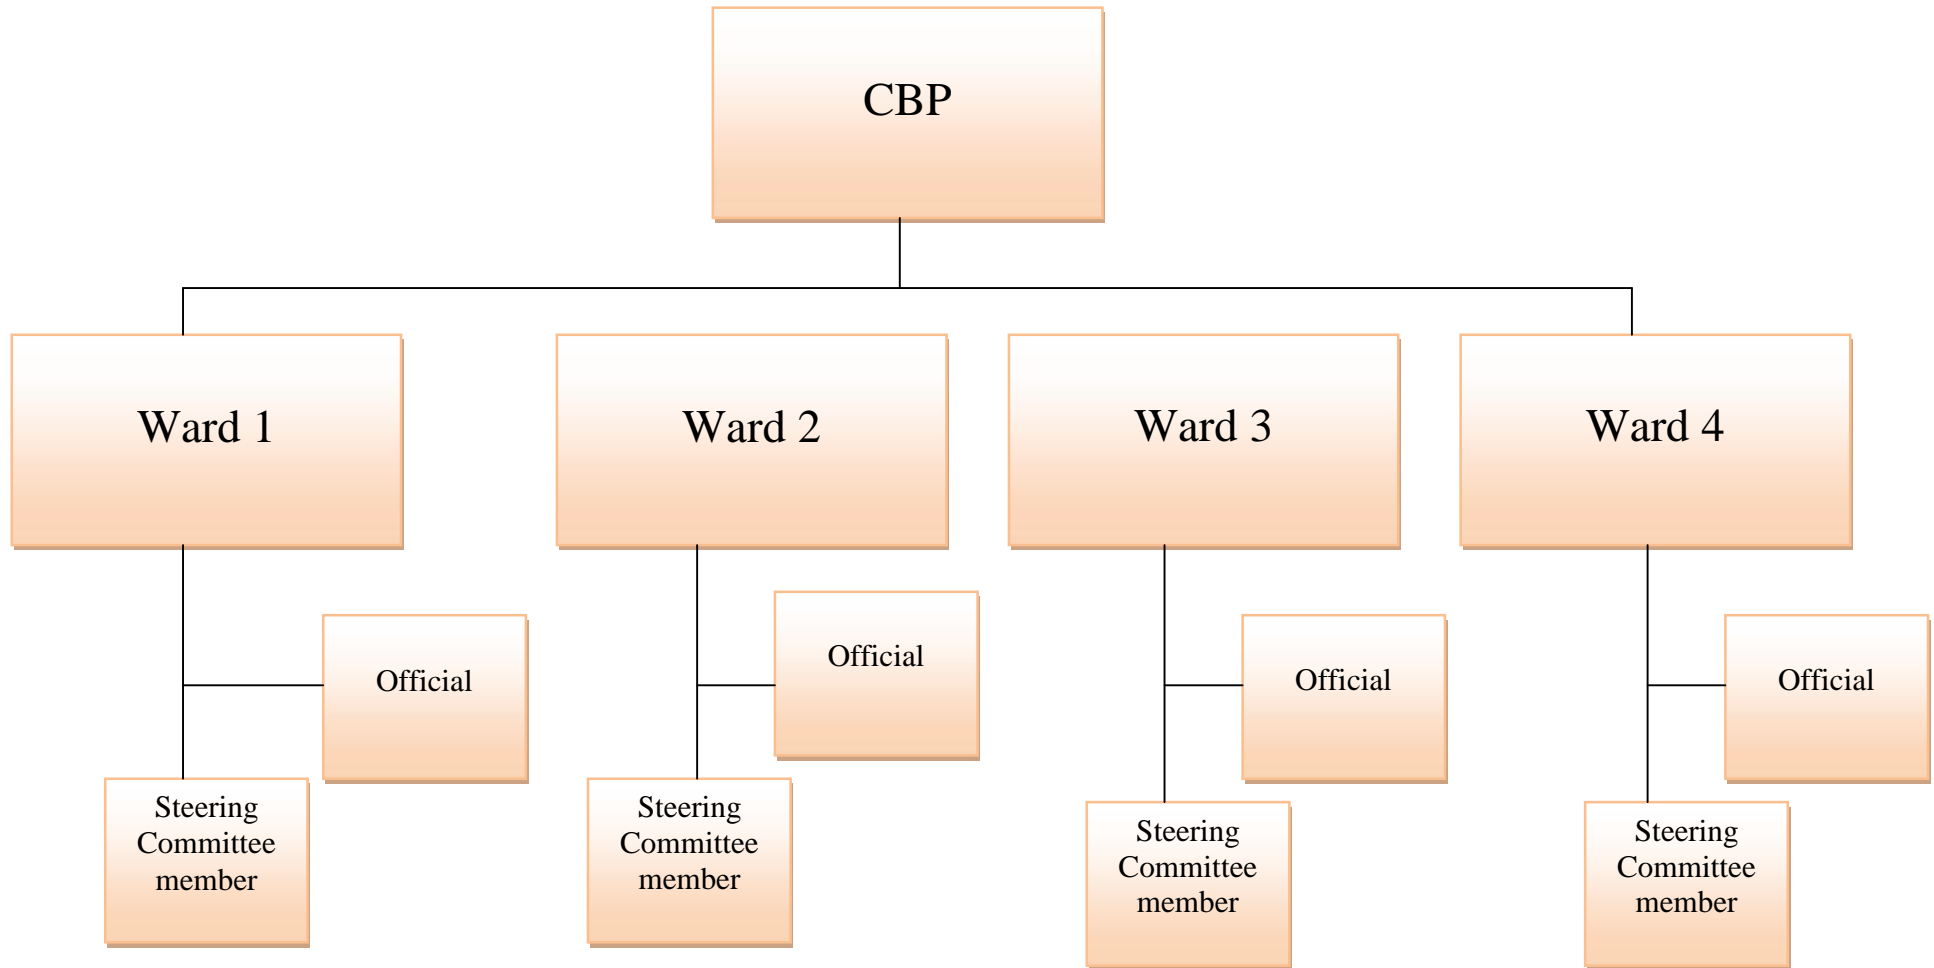 CBP
Ward 1
Ward 2
Ward 3
Ward 4
Official
Official
Official
Official
Steering
Committee
member
Steering
Committee
member
Steering
Committee
member
Steering
Committee
member